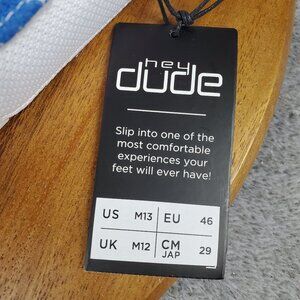 hey
dude
Slip into one of the
most comfortable
experiences your
feet will ever have!
US M13 EU 46
UK M12 CM JAP 29